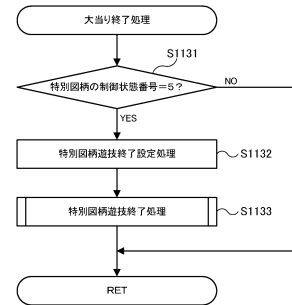 大当り終了処理
S1131
特別図柄の制御状態番号=5?
NO
YES
特別図柄遊技終了設定処理
S1132
特別図柄遊技終了処理
S1133
RET